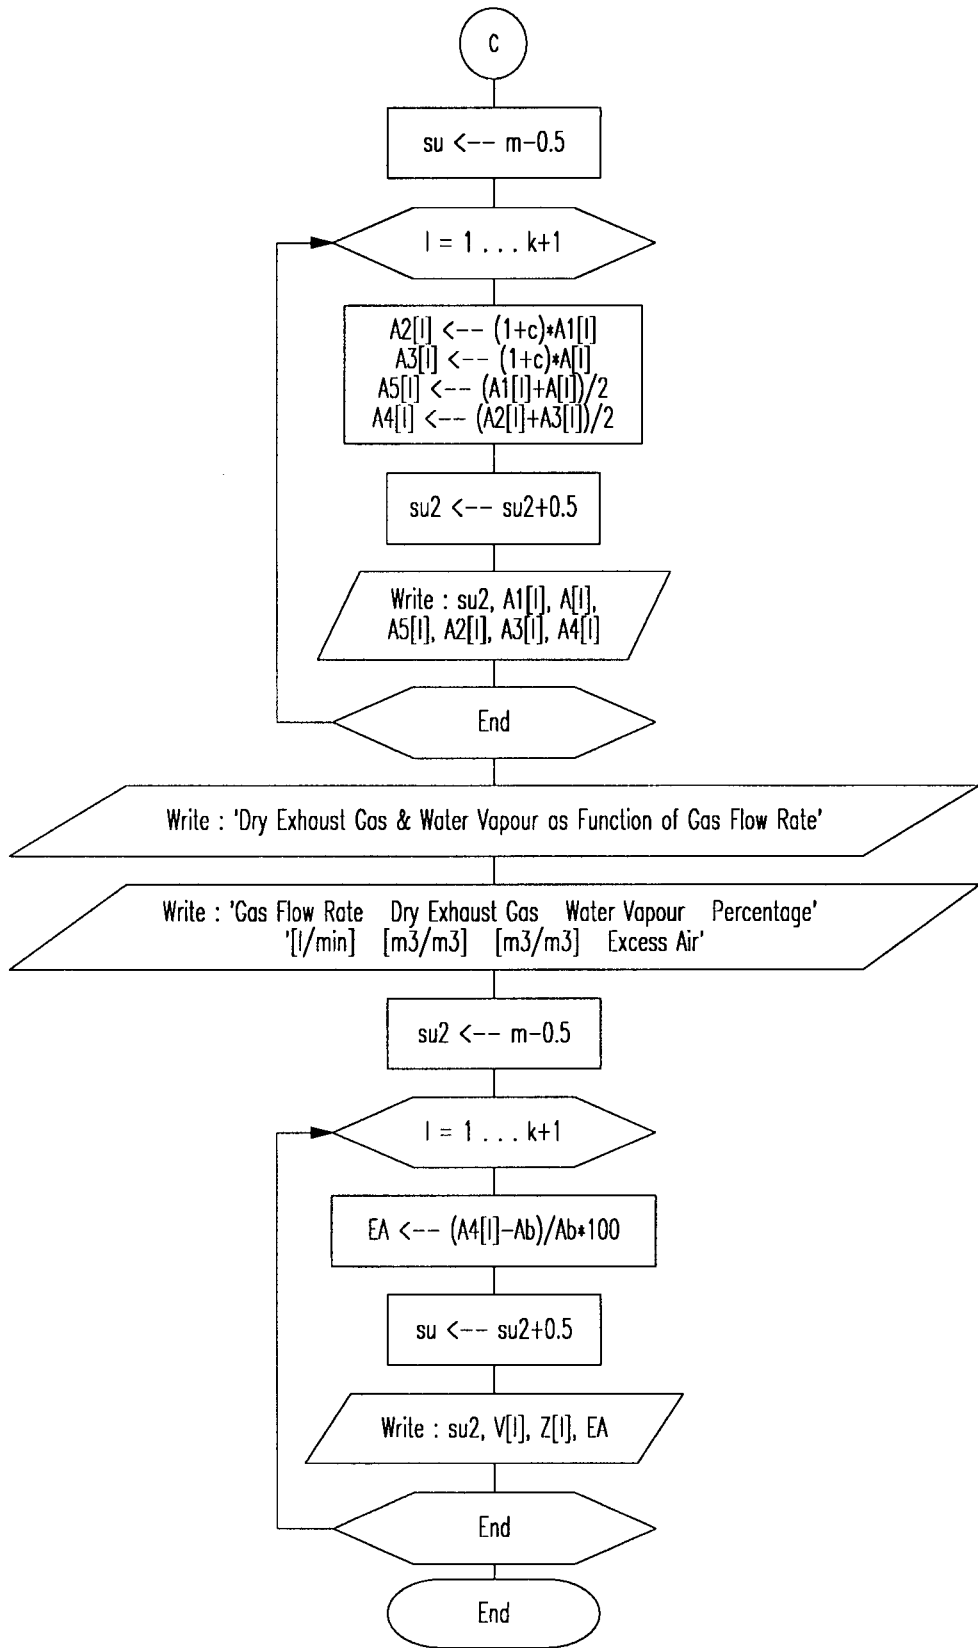 C
su <-- m-0.5
l = 1 . . . k+1
A2[l] <-- (1+c)*A1[l]
A3[l] <-- (1+c)*A[l]
A5[l] <-- (A1[l]+A[l])/2
A4[l] <-- (A2[l]+A3[l])/2
su2 <-- su2+0.5
Write : su2, A1[l], A[l],
A5[l], A2[l], A3[l], A4[l]
End
Write : 'Dry Exhaust Gas & Water Vapour as Function of Gas Flow Rate'
Write : 'Gas Flow Rate Dry Exhaust Gas Water Vapour Percentage'
'[l/min] [m3/m3] [m3/m3] Excess Air'
su2 <-- m-0.5
l = 1 . . . k+1
EA <-- (A4[l]-Ab)/Ab*100
su <-- su2+0.5
Write : su2, V[l], Z[l], EA
End
End